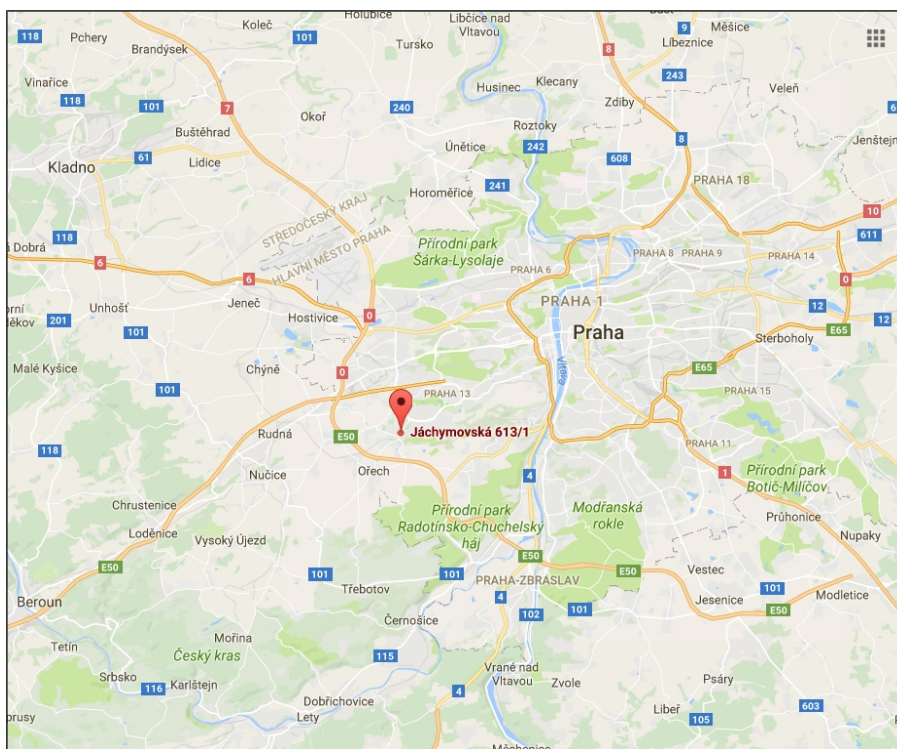 Koleč
Holubice
Libčice nad
Vltavou
Měšice
118
Pchery
Brandýsek
101
Tursko
9
8
Líbeznice
243
Vinařice
118
101
7
Okoř
240
Husinec
Klecany
Zdiby
Veleň
Buštěhrad
Roztoky
8
Kladno
61
Lidice
Únětice
242
608
Jenštejn
241
PRAHA 18
Horoměřice
STŘEDOČESKÝ KRAJ
HLAVNÍ MĚSTO PRAHA
10
611
118
á Dobrá
Přírodní park
Šárka-Lysolaje
PRAHA 8
PRAHA 9
PRAHA 14
6
6
PRAHA 6
0
Jeneč
PRAHA 1
Unhošť
201
101
Hostivice
0
12
12
Praha
E65
Sterboholy
Malé Kyšice
Chýně
0
Vltava
E65
101
PRAHA 13
PRAHA 15
Jáchymovská 613/1
Rudná
E50
118
PRAHA 11
Nučice
Ořech
4
1
Přírodní park
Botič-Milíčov
Chrustenice
Přírodní park
Radotínsko-Chuchelský
háj
Modřanská
rokle
Průhonice
Loděnice
Vysoký Újezd
Nupaky
E50
E50
E50
Vestec
101
101
101
Třebotov
PRAHA-ZBRASLAV
Beroun
4
102
101
Jesenice
E50
Modletice
Černošice
Mořina
Tetín
Český kras
115
Srbsko
116
Karlštejn
Vrané nad
Vltavou
Zvole
Psáry
4
Dobřichovice
Lety
Libeř
105
603